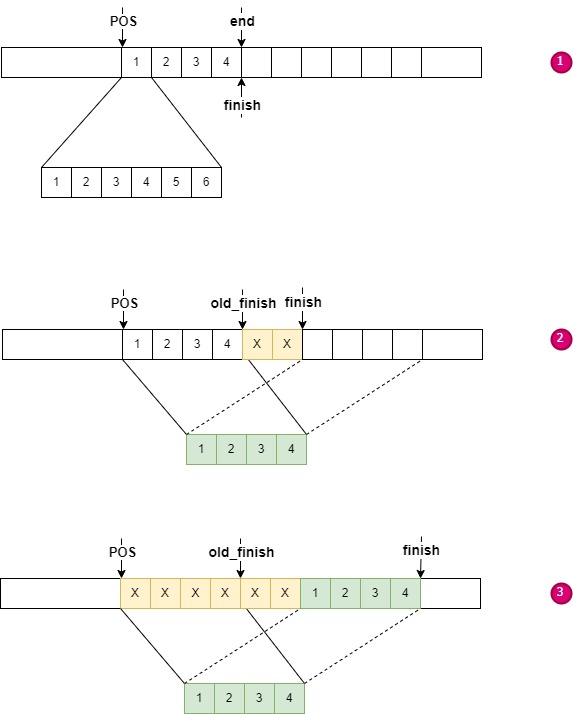 POS end
1 2 3 4
1
finish
1 2 3 4 5 6
POS old_finish finish
1 2 3 4 X X
2
1 2 3 4
POS old_finish finish
X X X X X X 1 2 3 4
3
1 2 3 4